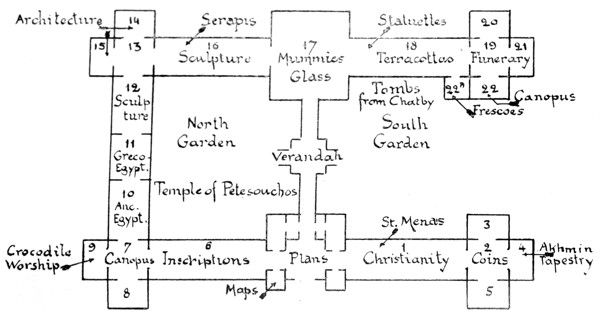 Architecture
14
Serapis
Statuettes
20
15
13
16
Sculpture
17
Mummies
Glass
18
Terracottas
19
Funerary
21
12
Sculpture
Tombs
from Chatby
22A
22
Canopus
Frescoes
North
Garden
South
Garden
11
Greco-
Egypt.
Verandah
10
Anc.
Egypt.
Temple of Petesouchos
St. Menas
3
Crocodile
Worship
9
7
Canopus
6
Inscriptions
Plans
1
Christianity
2
Coins
4
Akhmin
Tapestry
8
Maps
5